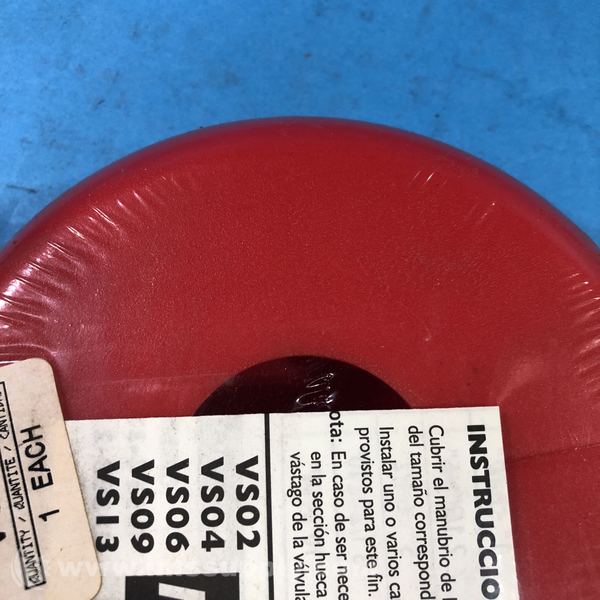 INSTRUCCIO
Cubrir el manubrio de l
del tamaño correspond
Instalar uno o varios ca
provistos para este fin.
ota: En caso de ser nece
en la sección hueca
vástago de la válvula
VS02
VS04
VS06
VS09
VS13
QUANTITY / QUANTITE / CANTIDAD
1 EACH